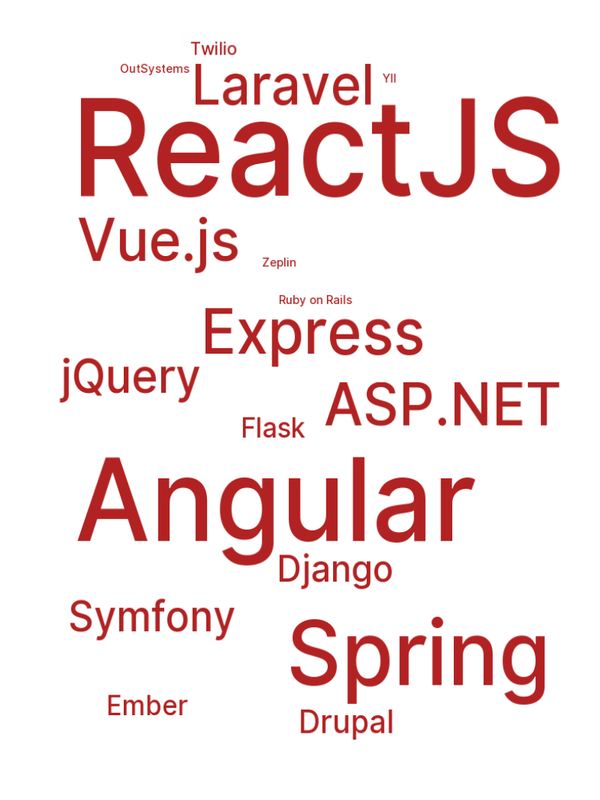 Twilio
OutSystems
Laravel
YII
ReactJS
Vue.js
Zeplin
Ruby on Rails
Express
jQuery
ASP.NET
Flask
Angular
Django
Symfony
Spring
Ember
Drupal